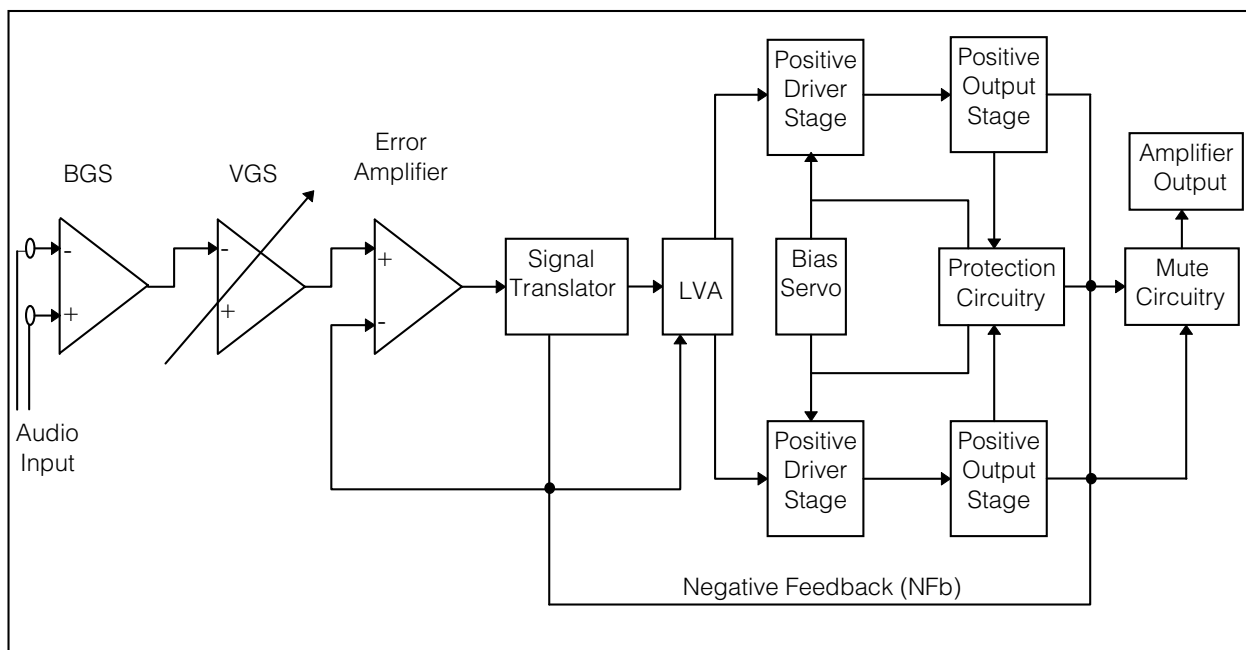 BGS
-
+
Audio
Input
VGS
-
+
Error
Amplifier
+
-
Signal
Translator
LVA
Positive
Driver
Stage
Positive
Output
Stage
Bias
Servo
Protection
Circuitry
Amplifier
Output
Mute
Circuitry
Positive
Driver
Stage
Positive
Output
Stage
Negative Feedback (NFb)